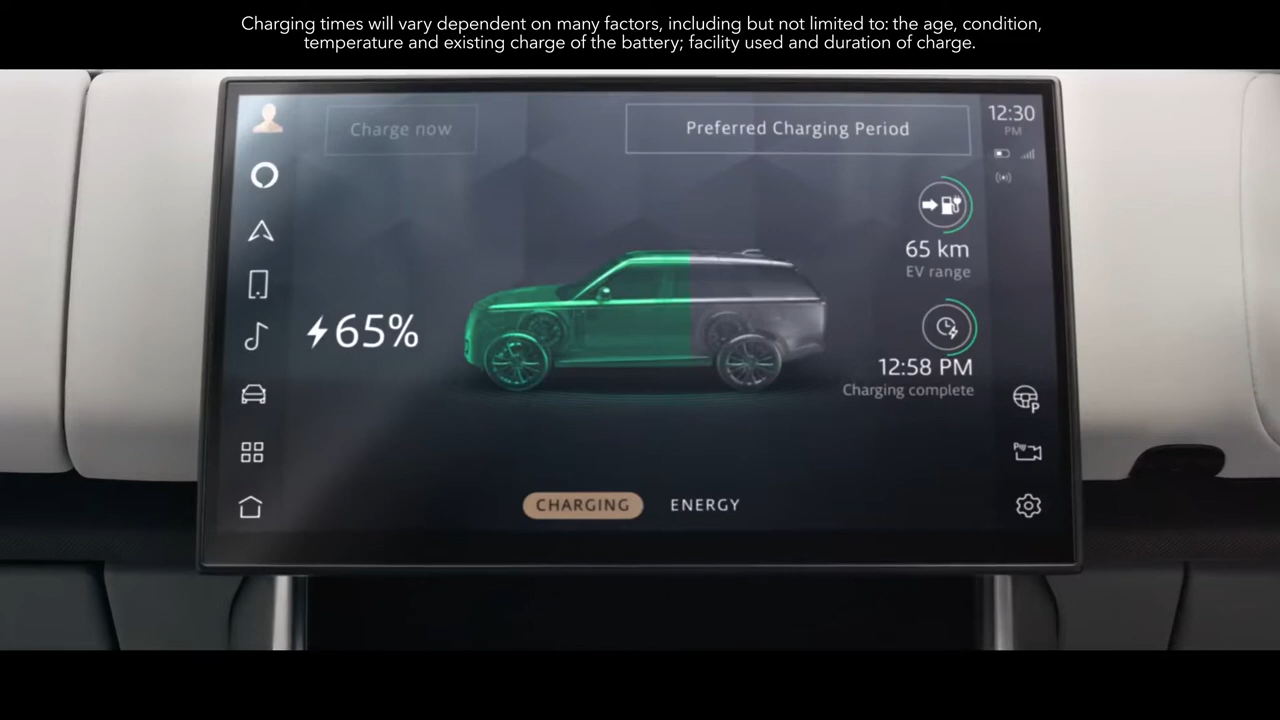 Charging times will vary dependent on many factors, including but not limited to: the age, condition,
temperature and existing charge of the battery; facility used and duration of charge.
Charge now
Preferred Charging Period
12:30
PM
65 km
EV range
65%
12:58 PM
Charging complete
P
CHARGING
ENERGY